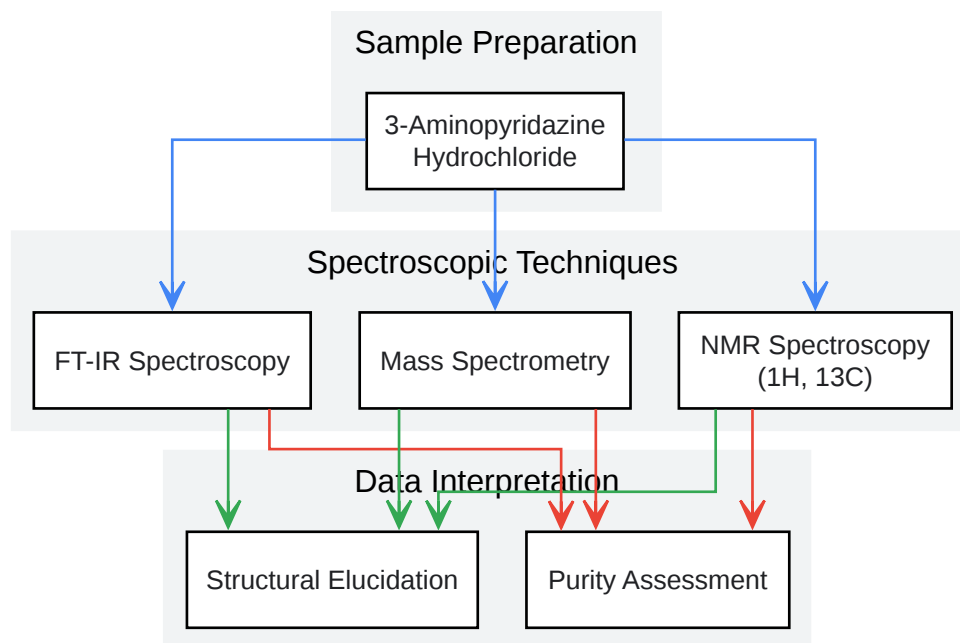 Sample Preparation
3-Aminopyridazine
Hydrochloride
Spectroscopic Techniques
FT-IR Spectroscopy
Mass Spectrometry
NMR Spectroscopy
(1H, 13C)
Data Interpretation
Structural Elucidation
Purity Assessment